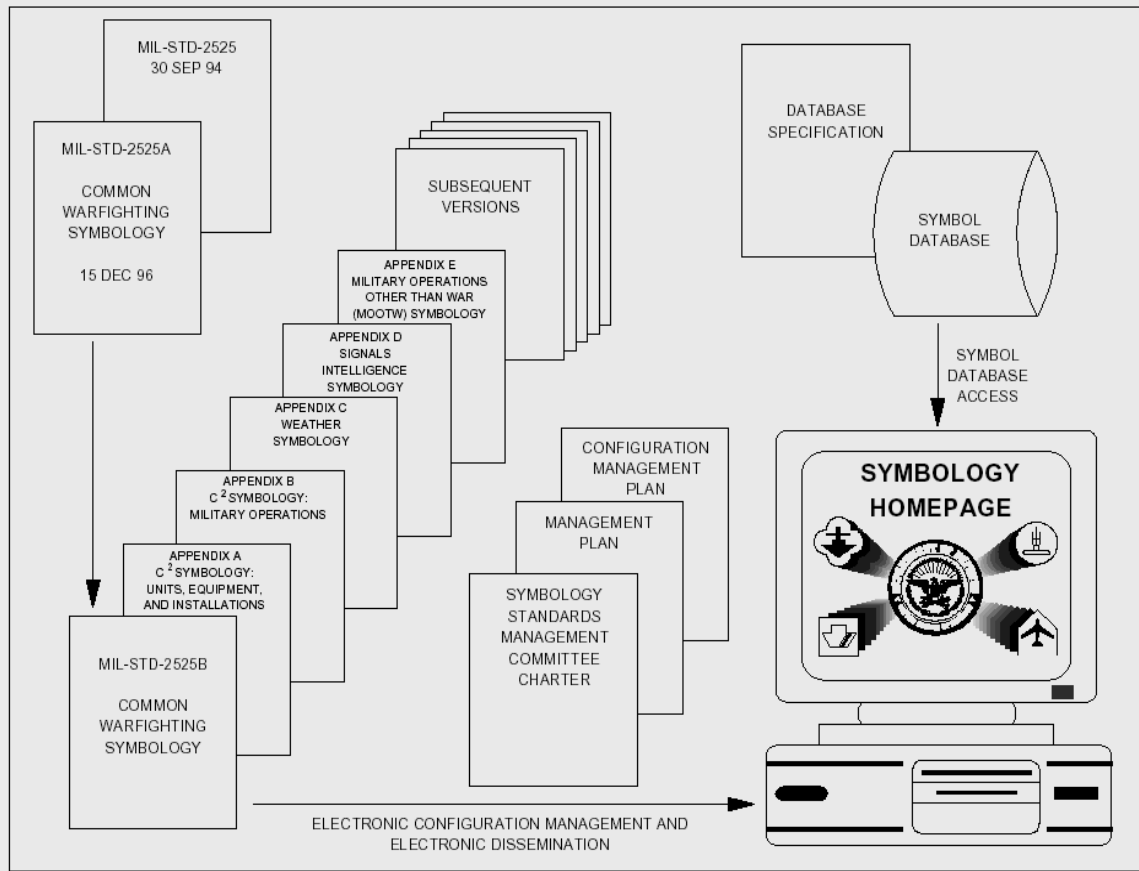 MIL-STD-2525
30 SEP 94
MIL-STD-2525A
COMMON
WARFIGHTING
SYMBOLOGY
15 DEC 96
SUBSEQUENT
VERSIONS
APPENDIX E
MILITARY OPERATIONS
OTHER THAN WAR
(MOOTW) SYMBOLOGY
APPENDIX D
SIGNALS
INTELLIGENCE
SYMBOLOGY
APPENDIX C
WEATHER
SYMBOLOGY
APPENDIX B
C² SYMBOLOGY:
MILITARY OPERATIONS
APPENDIX A
C² SYMBOLOGY:
UNITS, EQUIPMENT,
AND INSTALLATIONS
MIL-STD-2525B
COMMON
WARFIGHTING
SYMBOLOGY
CONFIGURATION
MANAGEMENT
PLAN
MANAGEMENT
PLAN
SYMBOLOGY
STANDARDS
MANAGEMENT
COMMITTEE
CHARTER
DATABASE
SPECIFICATION
SYMBOL
DATABASE
SYMBOL
DATABASE
ACCESS
SYMBOLOGY
HOMEPAGE
ELECTRONIC CONFIGURATION MANAGEMENT AND
ELECTRONIC DISSEMINATION